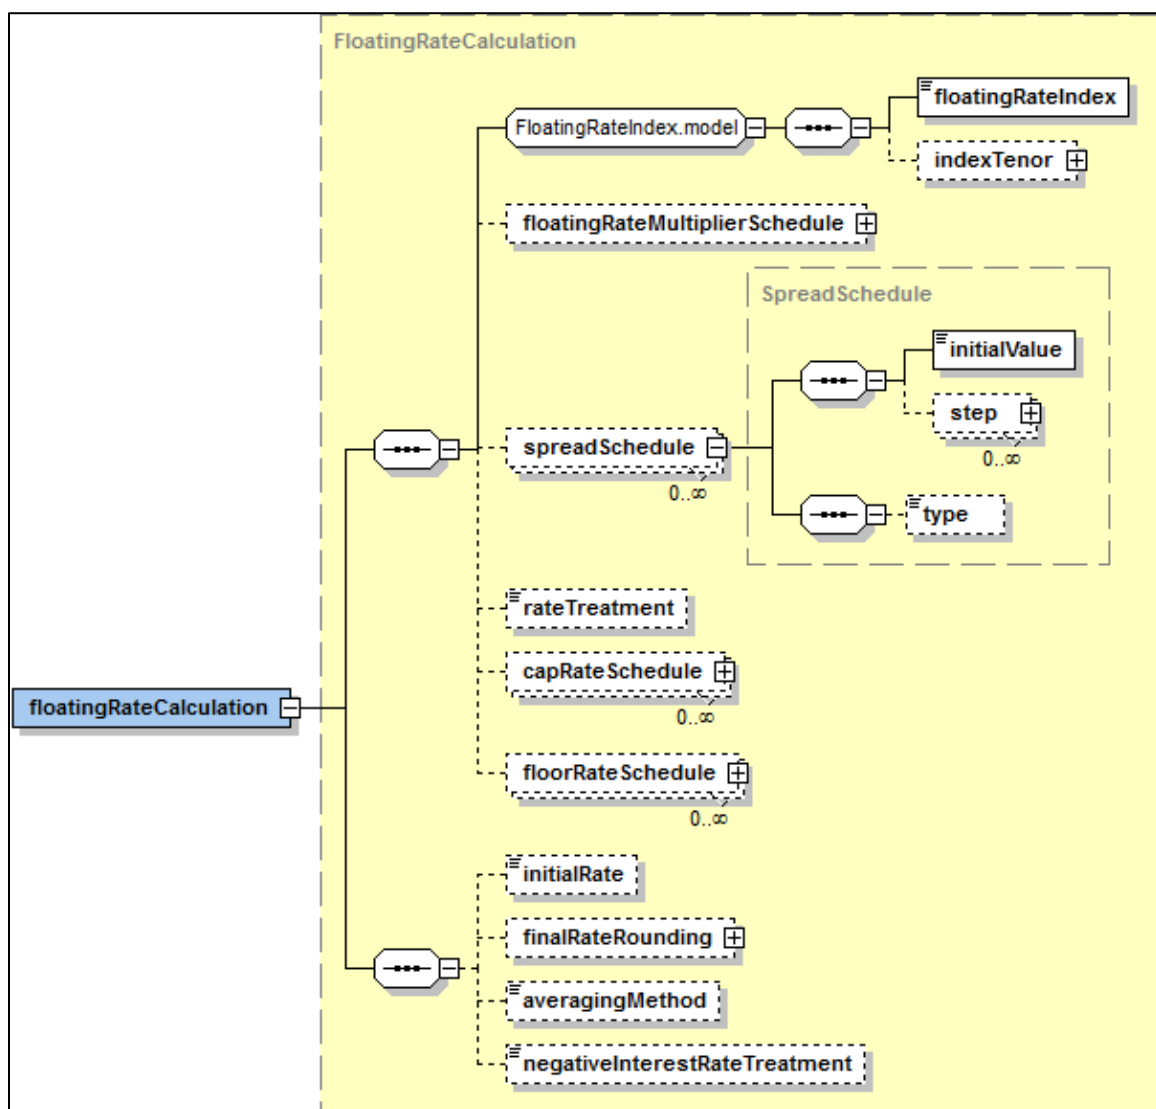 FloatingRateCalculation
FloatingRateIndex.model
floatingRateIndex
indexTenor
floatingRateMultiplierSchedule
SpreadSchedule
initialValue
step
0..∞
spreadSchedule
0..∞
type
rateTreatment
capRateSchedule
0..∞
floatingRateCalculation
floorRateSchedule
0..∞
initialRate
finalRateRounding
averagingMethod
negativeInterestRateTreatment